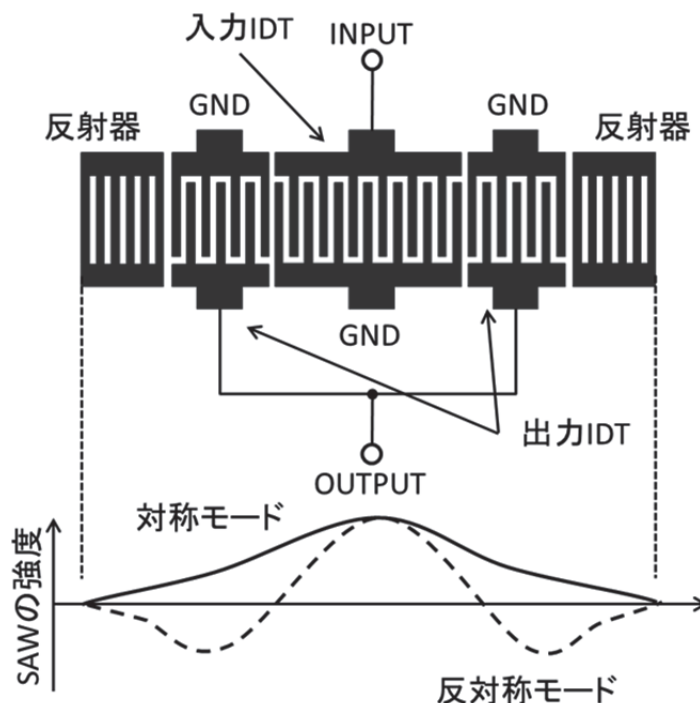 入力IDT
INPUT
GND
GND
反射器
反射器
GND
出力IDT
OUTPUT
対称モード
SAWの強度
反対称モード